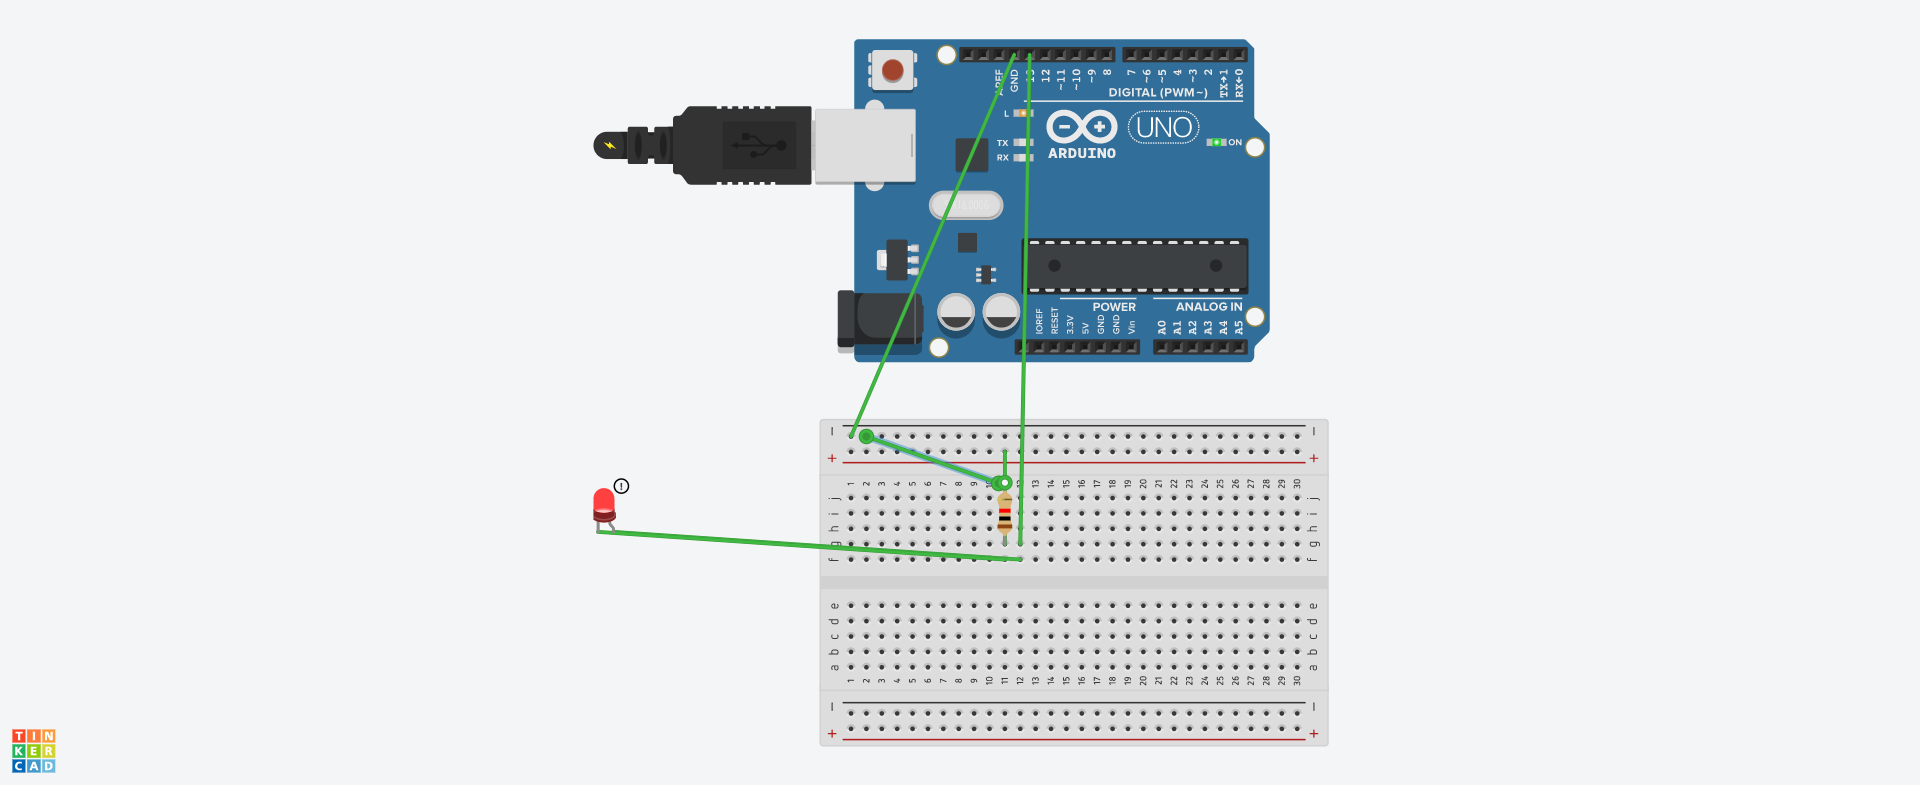 AREF
GND
13
12
~11
~10
~9
8
7
~6
~5
4
~3
2
TX→1
RX←0
DIGITAL (PWM~)
L
TX
RX
ARDUINO
UNO
ON
POWER
ANALOG IN
IOREF
RESET
3.3V
5V
GND
GND
Vin
A0
A1
A2
A3
A4
A5
!
1 2 3 4 5 6 7 8 9 10 11 12 13 14 15 16 17 18 19 20 21 22 23 24 25 26 27 28 29 30
j j
i i
h h
g g
f f
e e
d d
c c
b b
a a
1 2 3 4 5 6 7 8 9 10 11 12 13 14 15 16 17 18 19 20 21 22 23 24 25 26 27 28 29 30
TIN
KER
CAD